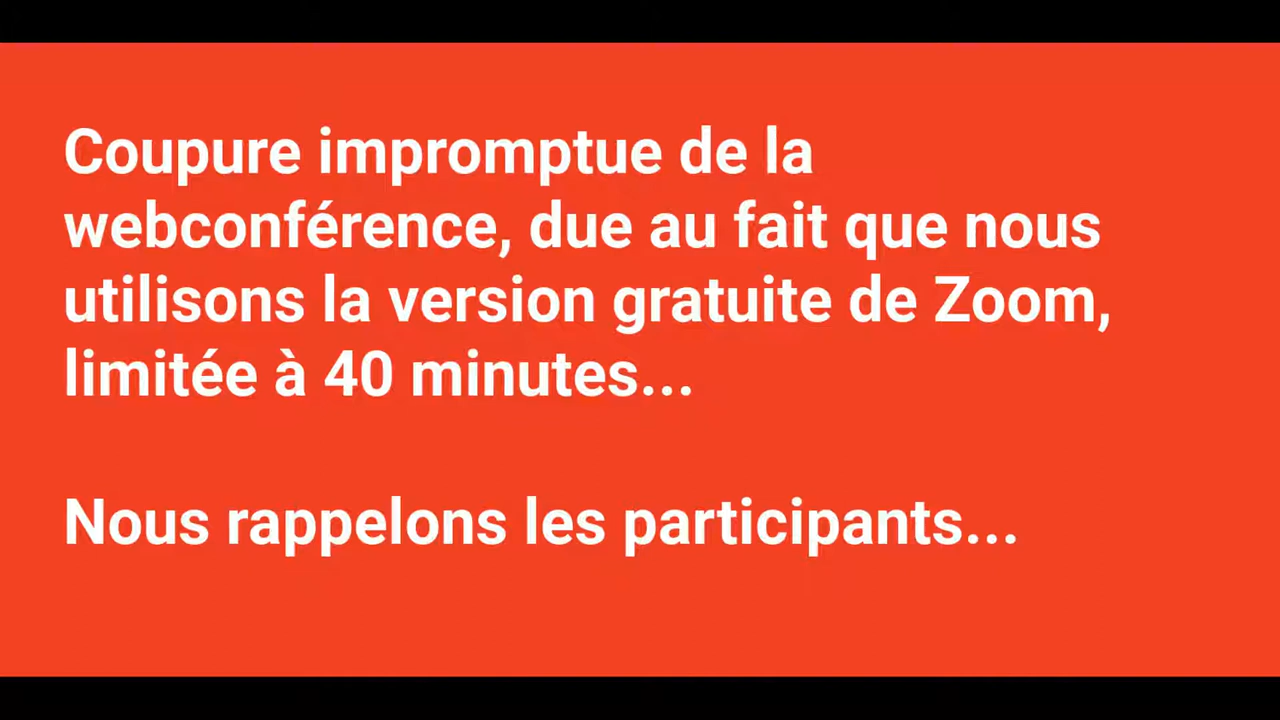 Coupure impromptue de la
webconférence, due au fait que nous
utilisons la version gratuite de Zoom,
limitée à 40 minutes...
Nous rappelons les participants...